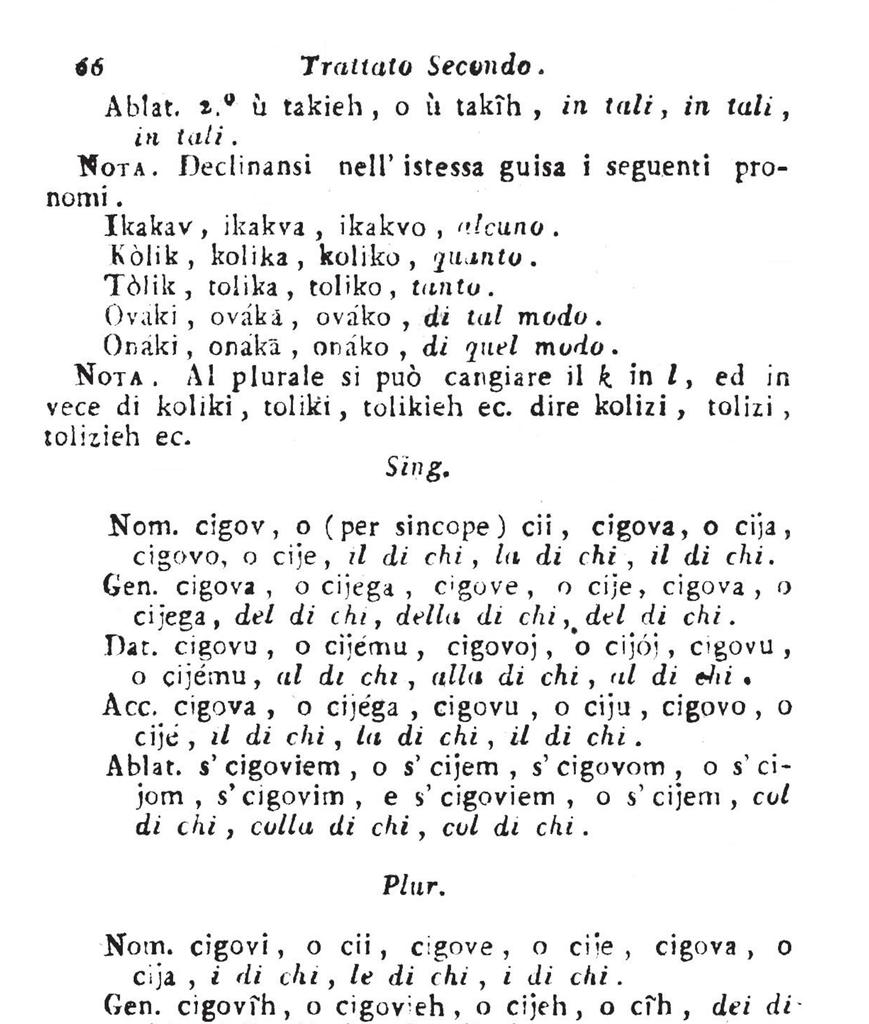 66 Trattato Secondo.
Ablat. 2.º ù takieh, o ù takîh, in tali, in tali,
in tali.
NOTA. Declinansi nell' istessa guisa i seguenti pro-
nomi.
Ikakav, ikakva, ikakvo, alcuno.
Kòlik, kolika, koliko, quanto.
Tòlik, tolika, toliko, tanto.
Ováki, ováká, ováko, di tal modo.
Onáki, onákā, onáko, di quel modo.
NOTA. Al plurale si può cangiare il k in l, ed in
vece di koliki, toliki, tolikieh ec. dire kolizi, tolizi,
tolizieh ec.
Sing.
Nom. cigov, o (per sincope) cii, cigova, o cija,
cigovo, o cije, il di chi, la di chi, il di chi.
Gen. cigova, o cijega, cigove, o cije, cigova, o
cijega, del di chi, della di chi, del di chi.
Dat. cigovu, o cijému, cigovoj, o cijój, cigovu,
o cijému, al di chi, alla di chi, al di chi.
Acc. cigova, o cijéga, cigovu, o ciju, cigovo, o
cijé, il di chi, la di chi, il di chi.
Ablat. s' cigoviem, o s' cijem, s' cigovom, o s' ci-
jom, s' cigovim, e s' cigoviem, o s' cijem, col
di chi, colla di chi, col di chi.
Plur.
Nom. cigovi, o cii, cigove, o cije, cigova, o
cija, i di chi, le di chi, i di chi.
Gen. cigovîh, o cigovieh, o cijeh, o cîh, dei di